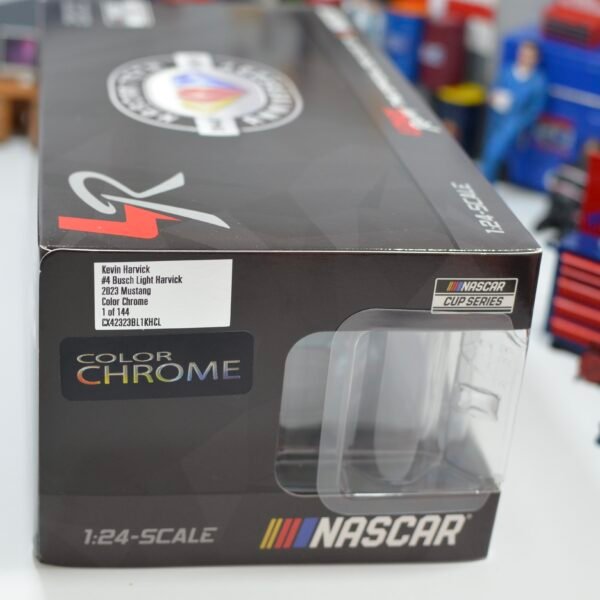 1:24-SCALE
Kevin Harvick
#4 Busch Light Harvick
2023 Mustang
Color Chrome
1 of 144
CX42323BL1KHCL
NASCAR
CUP SERIES
COLOR
CHROME
1:24-SCALE
NASCAR